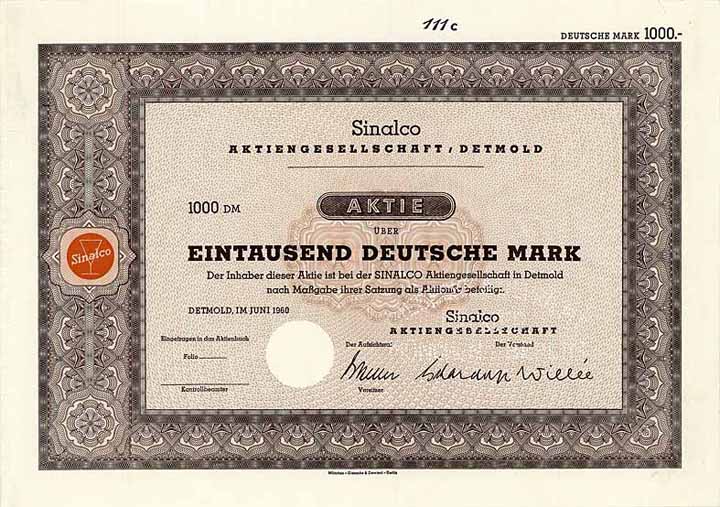 111c
DEUTSCHE MARK 1000.-
Sinalco
AKTIENGESELLSCHAFT, DETMOLD
AKTIE
1000 DM
ÜBER
EINTAUSEND DEUTSCHE MARK
Der Inhaber dieser Aktie ist bei der SINALCO Aktiengesellschaft in Detmold
nach Maßgabe ihrer Satzung als Aktionär beteiligt.
Sinalco
DETMOLD, IM JUNI 1960
Sinalco
AKTIENGESELLSCHAFT
Eingetragen in das Aktienbuch
Der Aufsichtsrat
Der Vorstand
Folio
Kontrollbeamter
Vorsitzer